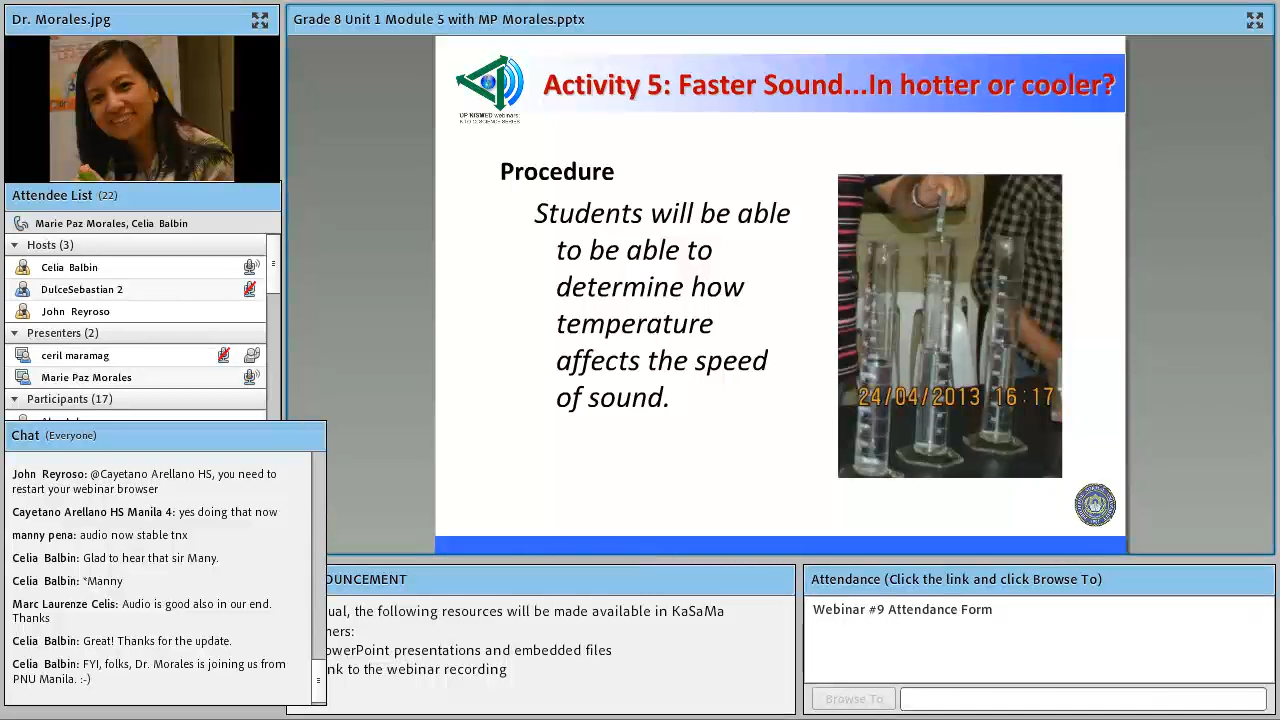 Dr. Morales.jpg
Attendee List (22)
Marie Paz Morales, Celia Balbin
Hosts (3)
Celia Balbin
DulceSebastian 2
John Reyroso
Presenters (2)
ceril maramag
Marie Paz Morales
Participants (17)
Chat (Everyone)
John Reyroso: @Cayetano Arellano HS, you need to
restart your webinar browser
Cayetano Arellano HS Manila 4: yes doing that now
manny pena: audio now stable tnx
Celia Balbin: Glad to hear that sir Many.
Celia Balbin: *Manny
Marc Laurenze Celis: Audio is good also in our end.
Thanks
Celia Balbin: Great! Thanks for the update.
Celia Balbin: FYI, folks, Dr. Morales is joining us from
PNU Manila. :-)
Grade 8 Unit 1 Module 5 with MP Morales.pptx
UP NISMED webinars:
K TO 12 SCIENCE SERIES
Activity 5: Faster Sound...In hotter or cooler?
Procedure
Students will be able
to be able to
determine how
temperature
affects the speed
of sound.
24/04/2013 16:17
OUNCEMENT
ual, the following resources will be made available in KaSaMa
hers:
owerPoint presentations and embedded files
nk to the webinar recording
Attendance (Click the link and click Browse To)
Webinar #9 Attendance Form
Browse To